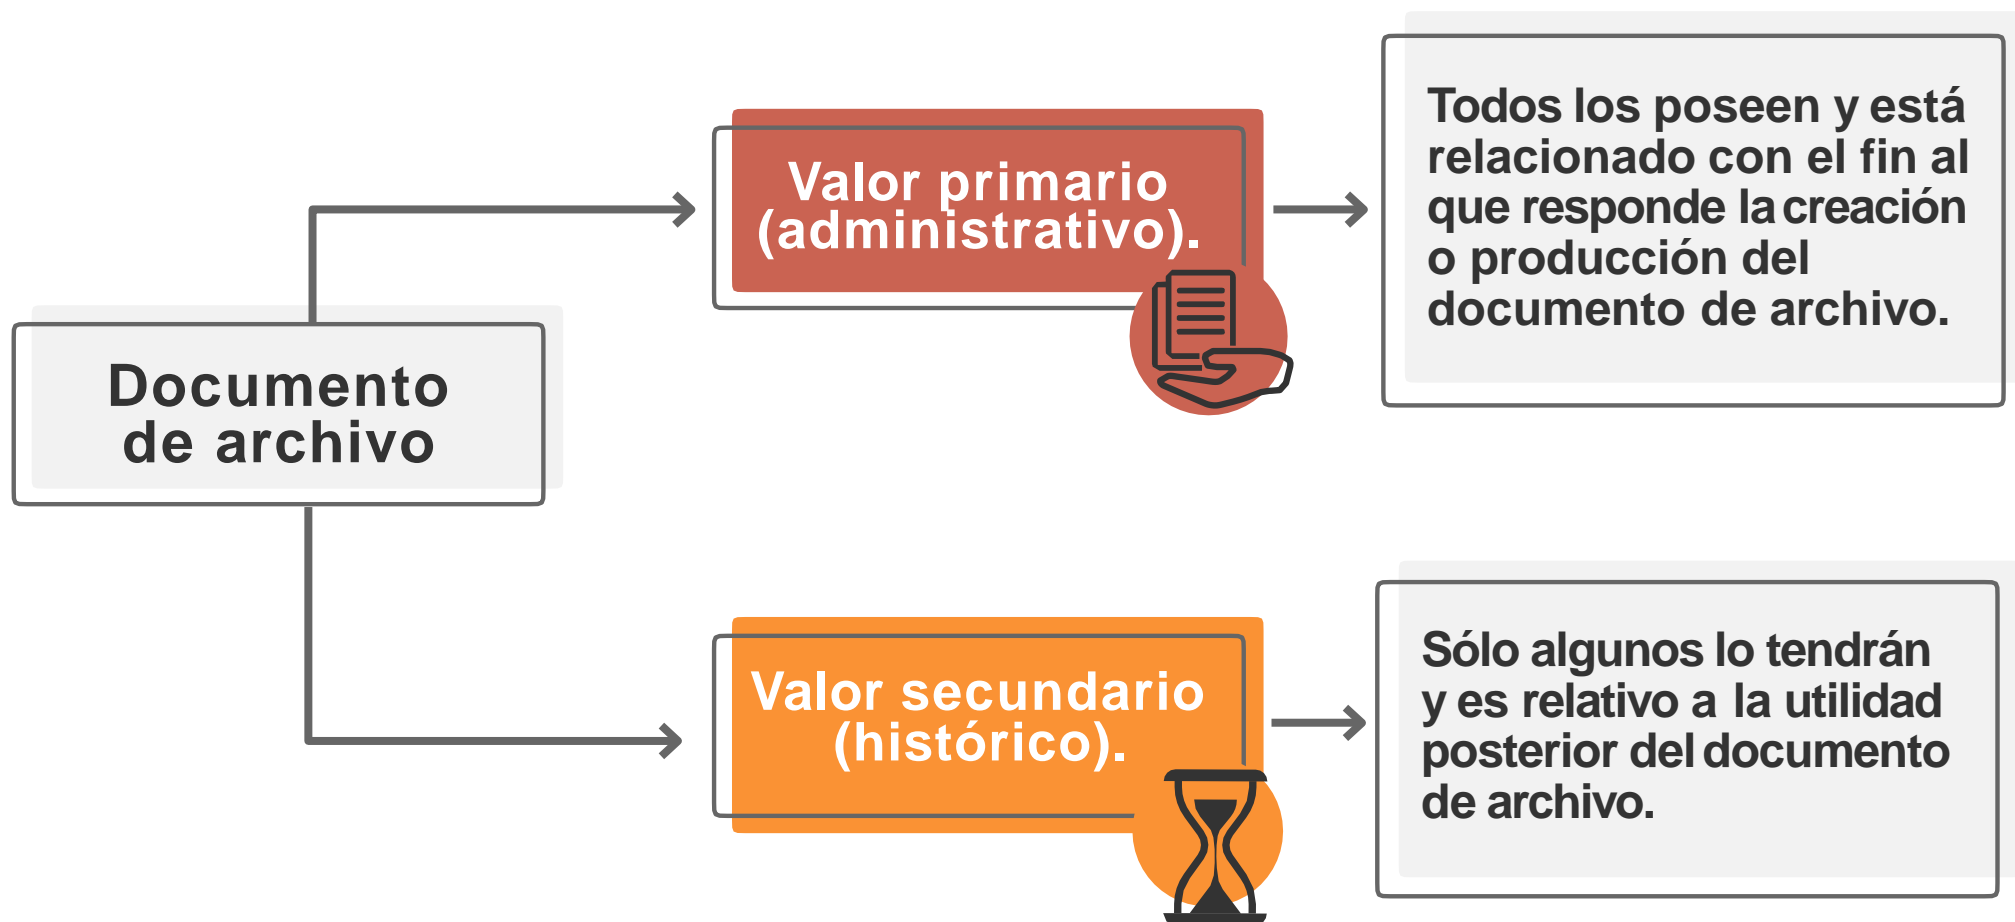 Documento
de archivo
Valor primario
(administrativo).
Todos los poseen y está
relacionado con el fin al
que responde la creación
o producción del
documento de archivo.
Valor secundario
(histórico).
Sólo algunos lo tendrán
y es relativo a la utilidad
posterior del documento
de archivo.